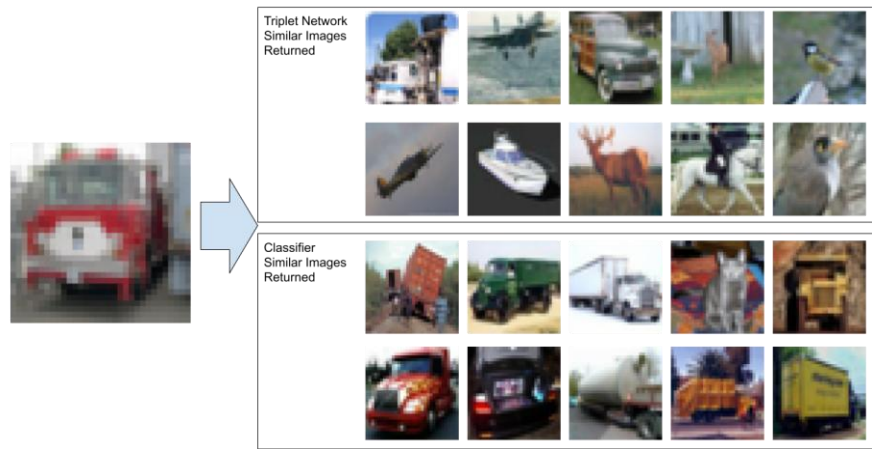 Triplet Network
Similar Images
Returned
Classifier
Similar Images
Returned